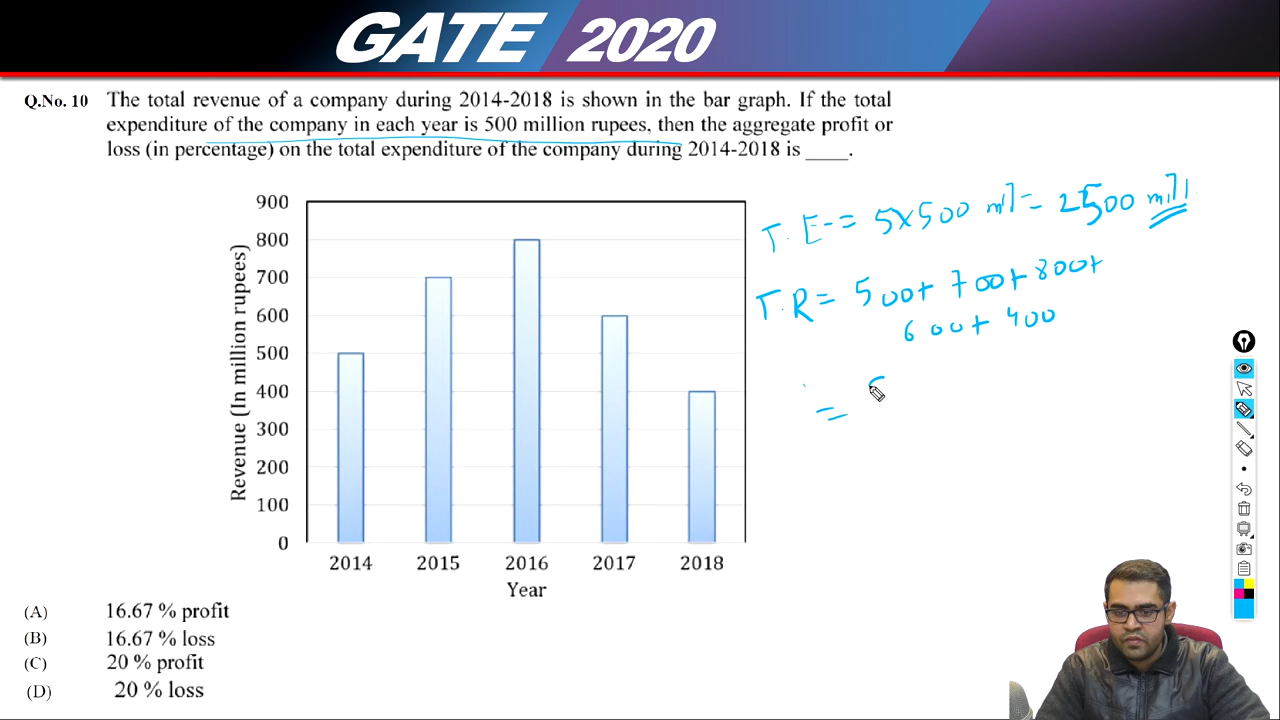 GATE 2020
Q.No. 10 The total revenue of a company during 2014-2018 is shown in the bar graph. If the total
expenditure of the company in each year is 500 million rupees, then the aggregate profit or
loss (in percentage) on the total expenditure of the company during 2014-2018 is ____.
Revenue (In million rupees)
900
800
700
600
500
400
300
200
100
0
2014 2015 2016 2017 2018
Year
T.E = 5×500 mil = 2500 mill
T.R = 500+ 700+ 800+
600+ 400
=
(A) 16.67 % profit
(B) 16.67 % loss
(C) 20 % profit
(D) 20 % loss